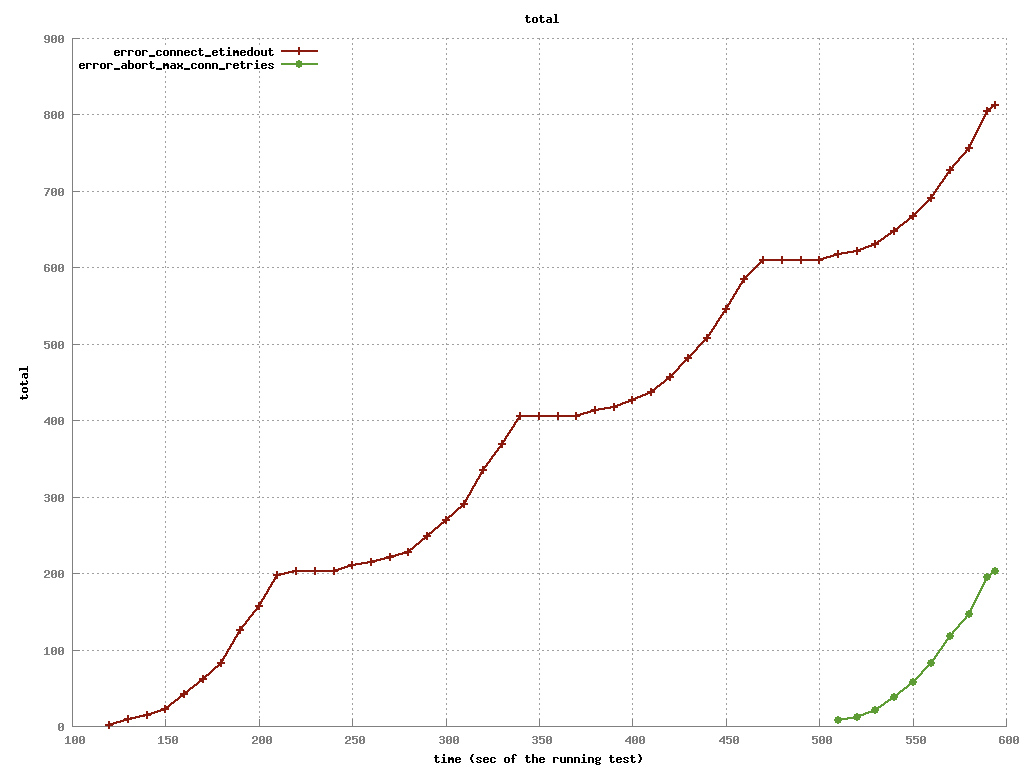 total
error_connect_etimedout
error_abort_max_conn_retries
900
800
700
600
500
400
300
200
100
0
total
100 150 200 250 300 350 400 450 500 550 600
time (sec of the running test)